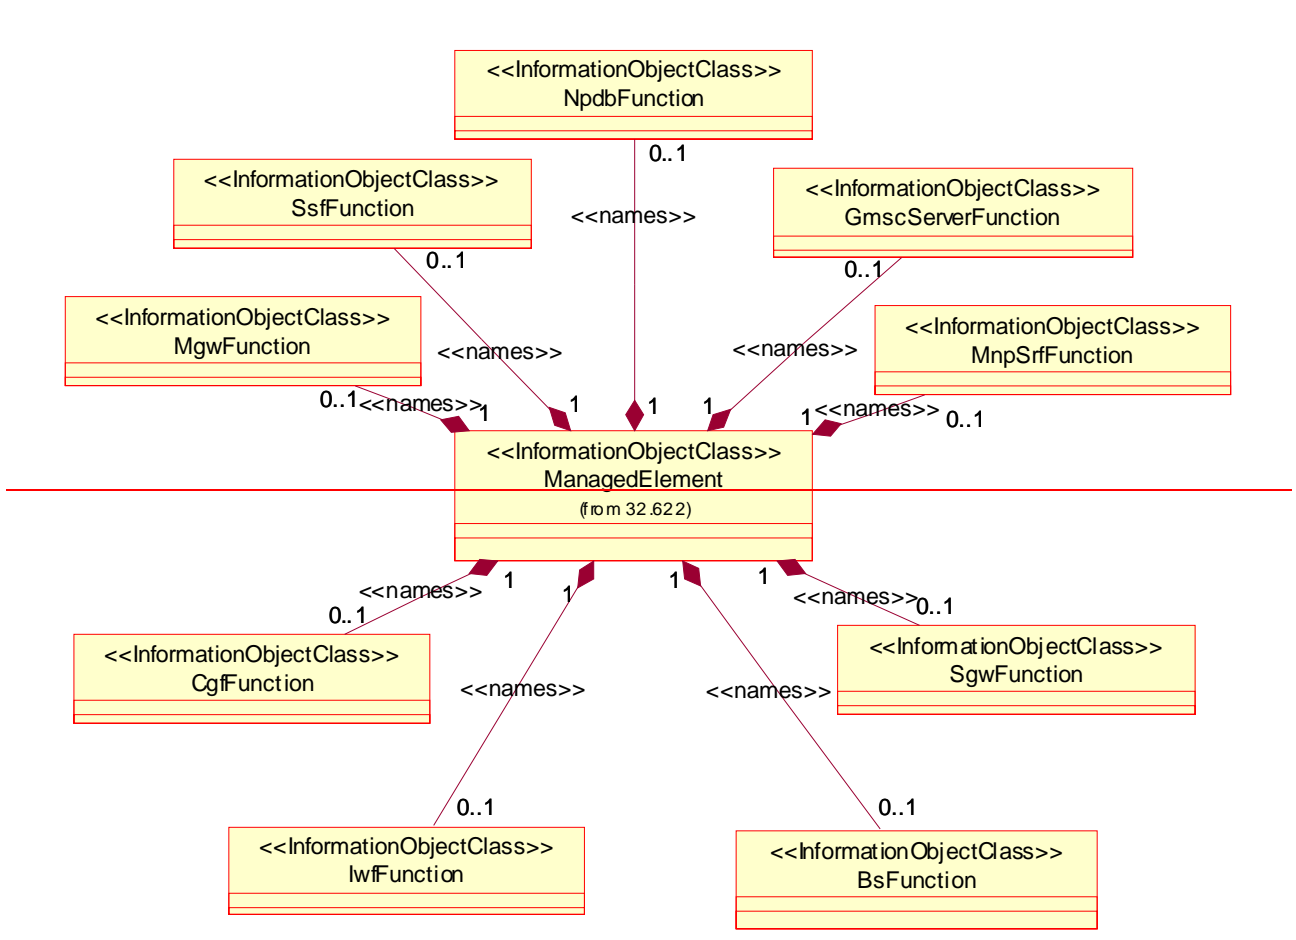 <<InformationObjectClass>>
NpdbFunction
0..1
<<names>>
1
<<InformationObjectClass>>
SsfFunction
0..1
<<names>>
1
<<InformationObjectClass>>
GmscServerFunction
0..1
<<names>>
1
<<InformationObjectClass>>
MgwFunction
0..1
<<names>>
1
<<InformationObjectClass>>
MnpSrfFunction
0..1
<<names>>
1
<<InformationObjectClass>>
ManagedElement
(from 32.622)
1
<<names>>
0..1
<<InformationObjectClass>>
CgfFunction
1
<<names>>
0..1
<<InformationObjectClass>>
IwfFunction
1
<<names>>
0..1
<<InformationObjectClass>>
BsFunction
1
<<names>>
0..1
<<InformationObjectClass>>
SgwFunction